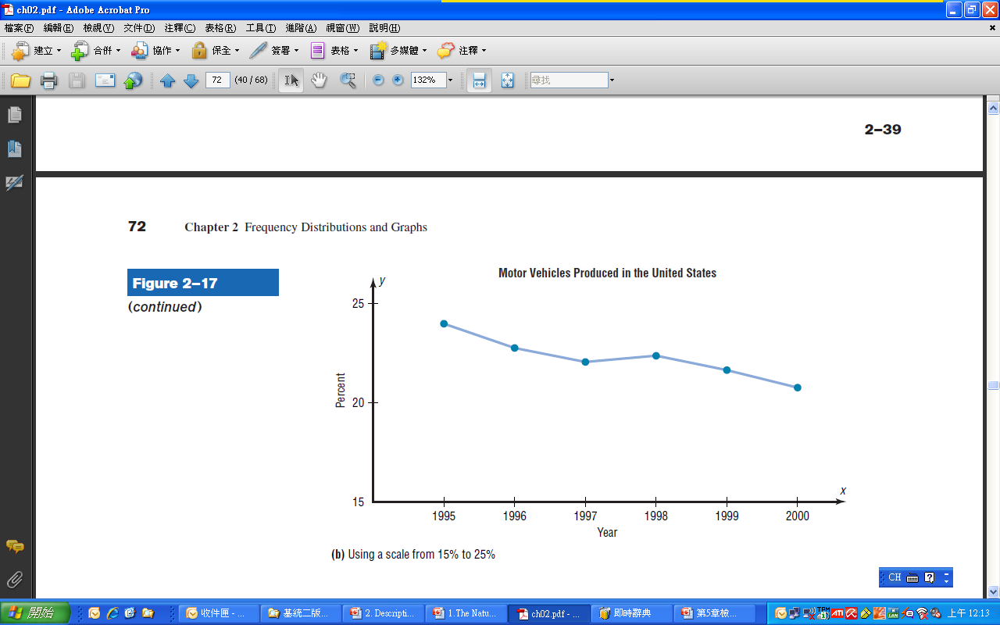 ch02.pdf - Adobe Acrobat Pro
檔案(F) 編輯(E) 檢視(V) 文件(D) 注釋(C) 表格(R) 工具(T) 進階(A) 視窗(W) 說明(H)
建立 合併 協作 保全 簽署 表格 多媒體 注釋
72 (40 / 68) 132% 尋找
2–39
72 Chapter 2 Frequency Distributions and Graphs
Figure 2–17
(continued)
Motor Vehicles Produced in the United States
y
25
20
15
Percent
x
1995 1996 1997 1998 1999 2000
Year
(b) Using a scale from 15% to 25%
CH
開始 收件匣 - ... 基統二版... 2. Descripti... 1.The Natu... ch02.pdf - ... 即時辭典 第5章檢... 上午 12:13